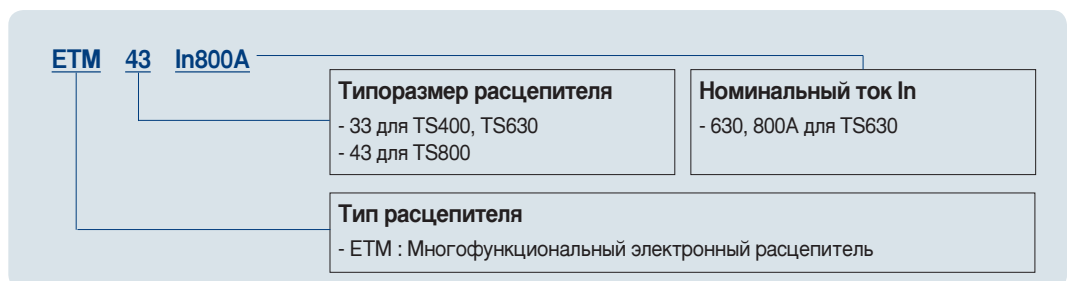 ETM 43 In800A
Типоразмер расцепителя
- 33 для TS400, TS630
- 43 для TS800
Номинальный ток In
- 630, 800A для TS630
Тип расцепителя
- ETM : Многофункциональный электронный расцепитель